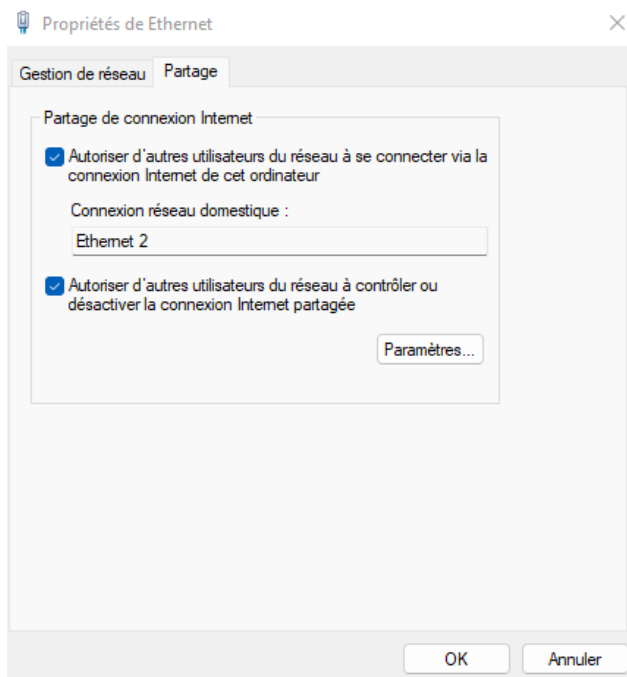 Propriétés de Ethernet
Gestion de réseau
Partage
Partage de connexion Internet
Autoriser d'autres utilisateurs du réseau à se connecter via la
connexion Internet de cet ordinateur
Connexion réseau domestique :
Ethernet 2
Autoriser d'autres utilisateurs du réseau à contrôler ou
désactiver la connexion Internet partagée
Paramètres...
OK
Annuler